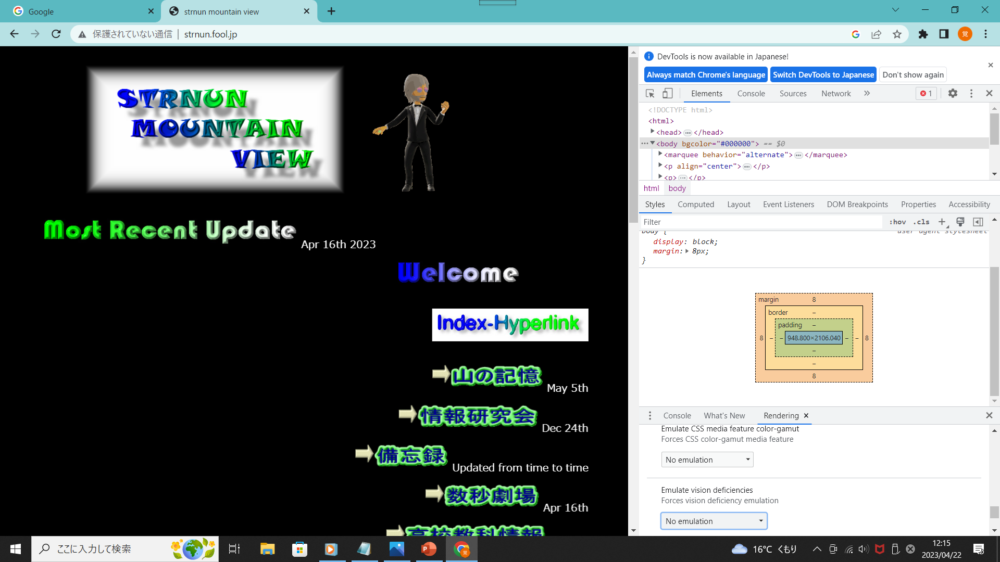 Google
strnun mountain view
保護されていない通信
strnun.fool.jp
覚
STRNUN
MOUNTAIN
VIEW
Most Recent Update
Apr 16th 2023
Welcome
Index-Hyperlink
山の記憶
May 5th
情報研究会
Dec 24th
備忘録
Updated from time to time
数秒劇場
Apr 16th
高校教科情報
DevTools is now available in Japanese!
Always match Chrome's language
Switch DevTools to Japanese
Don't show again
Elements
Console
Sources
Network
1
<!DOCTYPE html>
<html>
<head> … </head>
<body bgcolor="#000000"> == $0
<marquee behavior="alternate"> … </marquee>
<p align="center"> … </p>
<p> … </p>
html
body
Styles
Computed
Layout
Event Listeners
DOM Breakpoints
Properties
Accessibility
Filter
:hov
.cls
body {
user agent stylesheet
display: block;
margin: 8px;
}
margin
8
border
–
padding
–
8
–
–
948.800×2106.040
–
–
8
–
–
8
Console
What's New
Rendering
Emulate CSS media feature color-gamut
Forces CSS color-gamut media feature
No emulation
Emulate vision deficiencies
Forces vision deficiency emulation
No emulation
ここに入力して検索
16°C くもり
12:15
2023/04/22